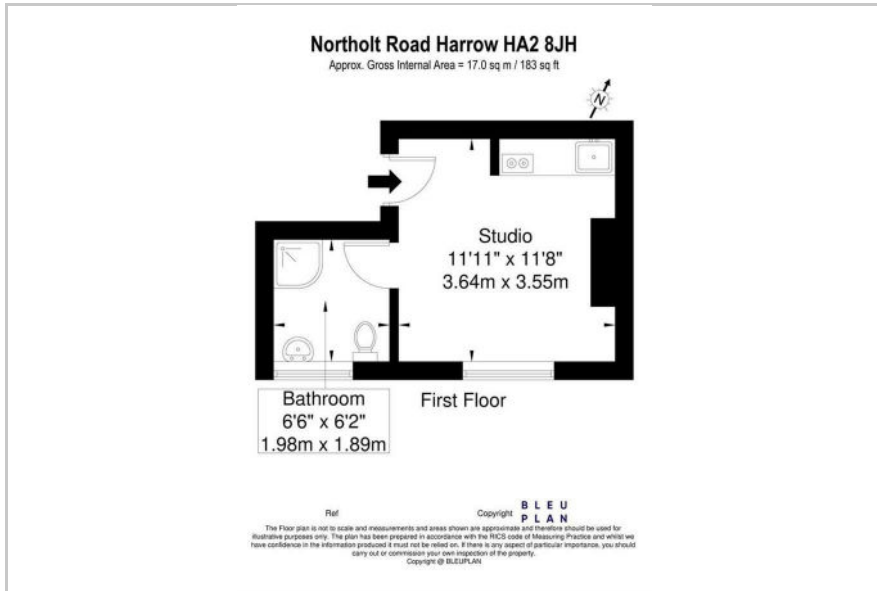 Northolt Road Harrow HA2 8JH
Approx. Gross Internal Area = 17.0 sq m / 183 sq ft
N
Studio
11'11" x 11'8"
3.64m x 3.55m
Bathroom
6'6" x 6'2"
1.98m x 1.89m
First Floor
Ref
Copyright BLEU PLAN
The Floor plan is not to scale and measurements and areas shown are approximate and therefore should be used for
illustrative purposes only. The plan has been prepared in accordance with the RICS code of Measuring Practice and whilst we
have confidence in the information produced it must not be relied on. If there is any aspect of particular importance, you should
carry out or commission your own inspection of the property.
Copyright @ BLEUPLAN